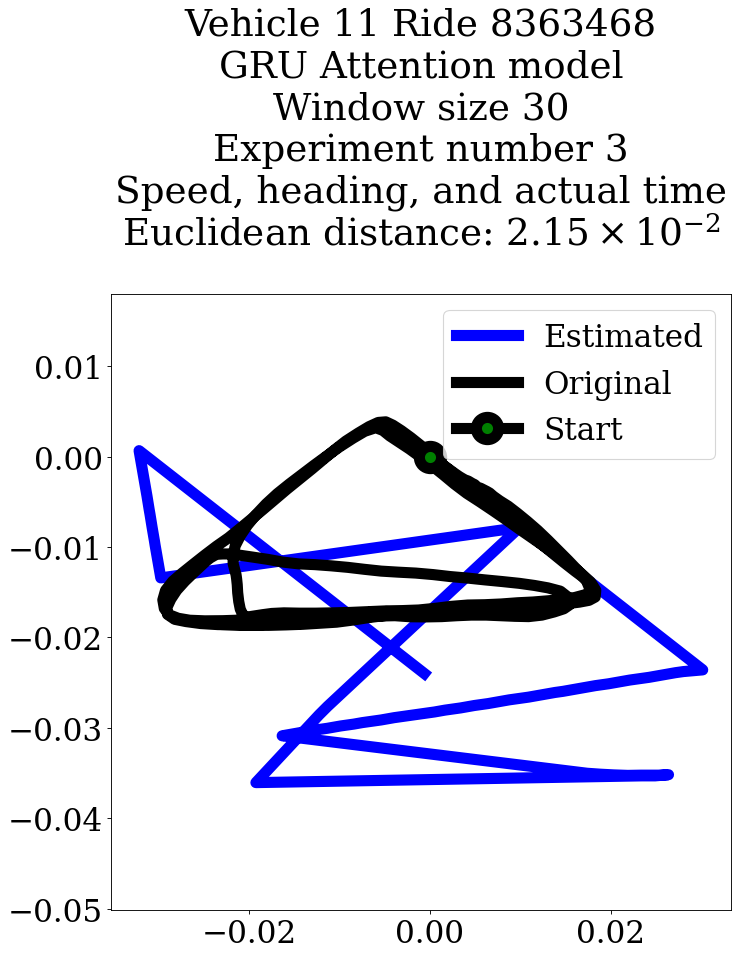 Vehicle 11 Ride 8363468
GRU Attention model
Window size 30
Experiment number 3
Speed, heading, and actual time
Euclidean distance: 2.15 × 10⁻²
Estimated
Original
Start
0.01
0.00
−0.01
−0.02
−0.03
−0.04
−0.05
−0.02
0.00
0.02